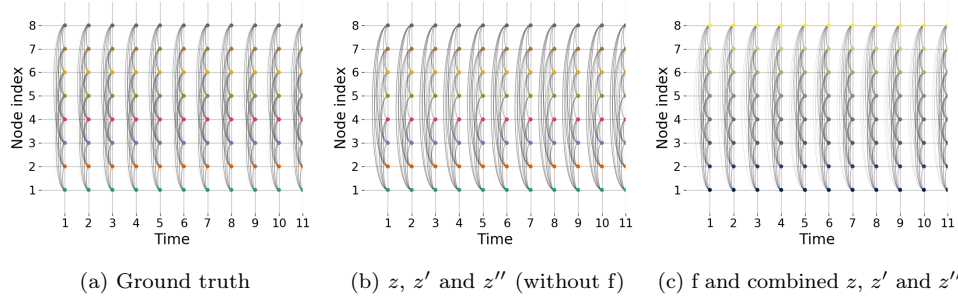 Node index
8
7
6
5
4
3
2
1
1 2 3 4 5 6 7 8 9 10 11
Time
(a) Ground truth
Node index
8
7
6
5
4
3
2
1
1 2 3 4 5 6 7 8 9 10 11
Time
(b) z, z′ and z′′ (without f)
Node index
8
7
6
5
4
3
2
1
1 2 3 4 5 6 7 8 9 10 11
Time
(c) f and combined z, z′ and z′′